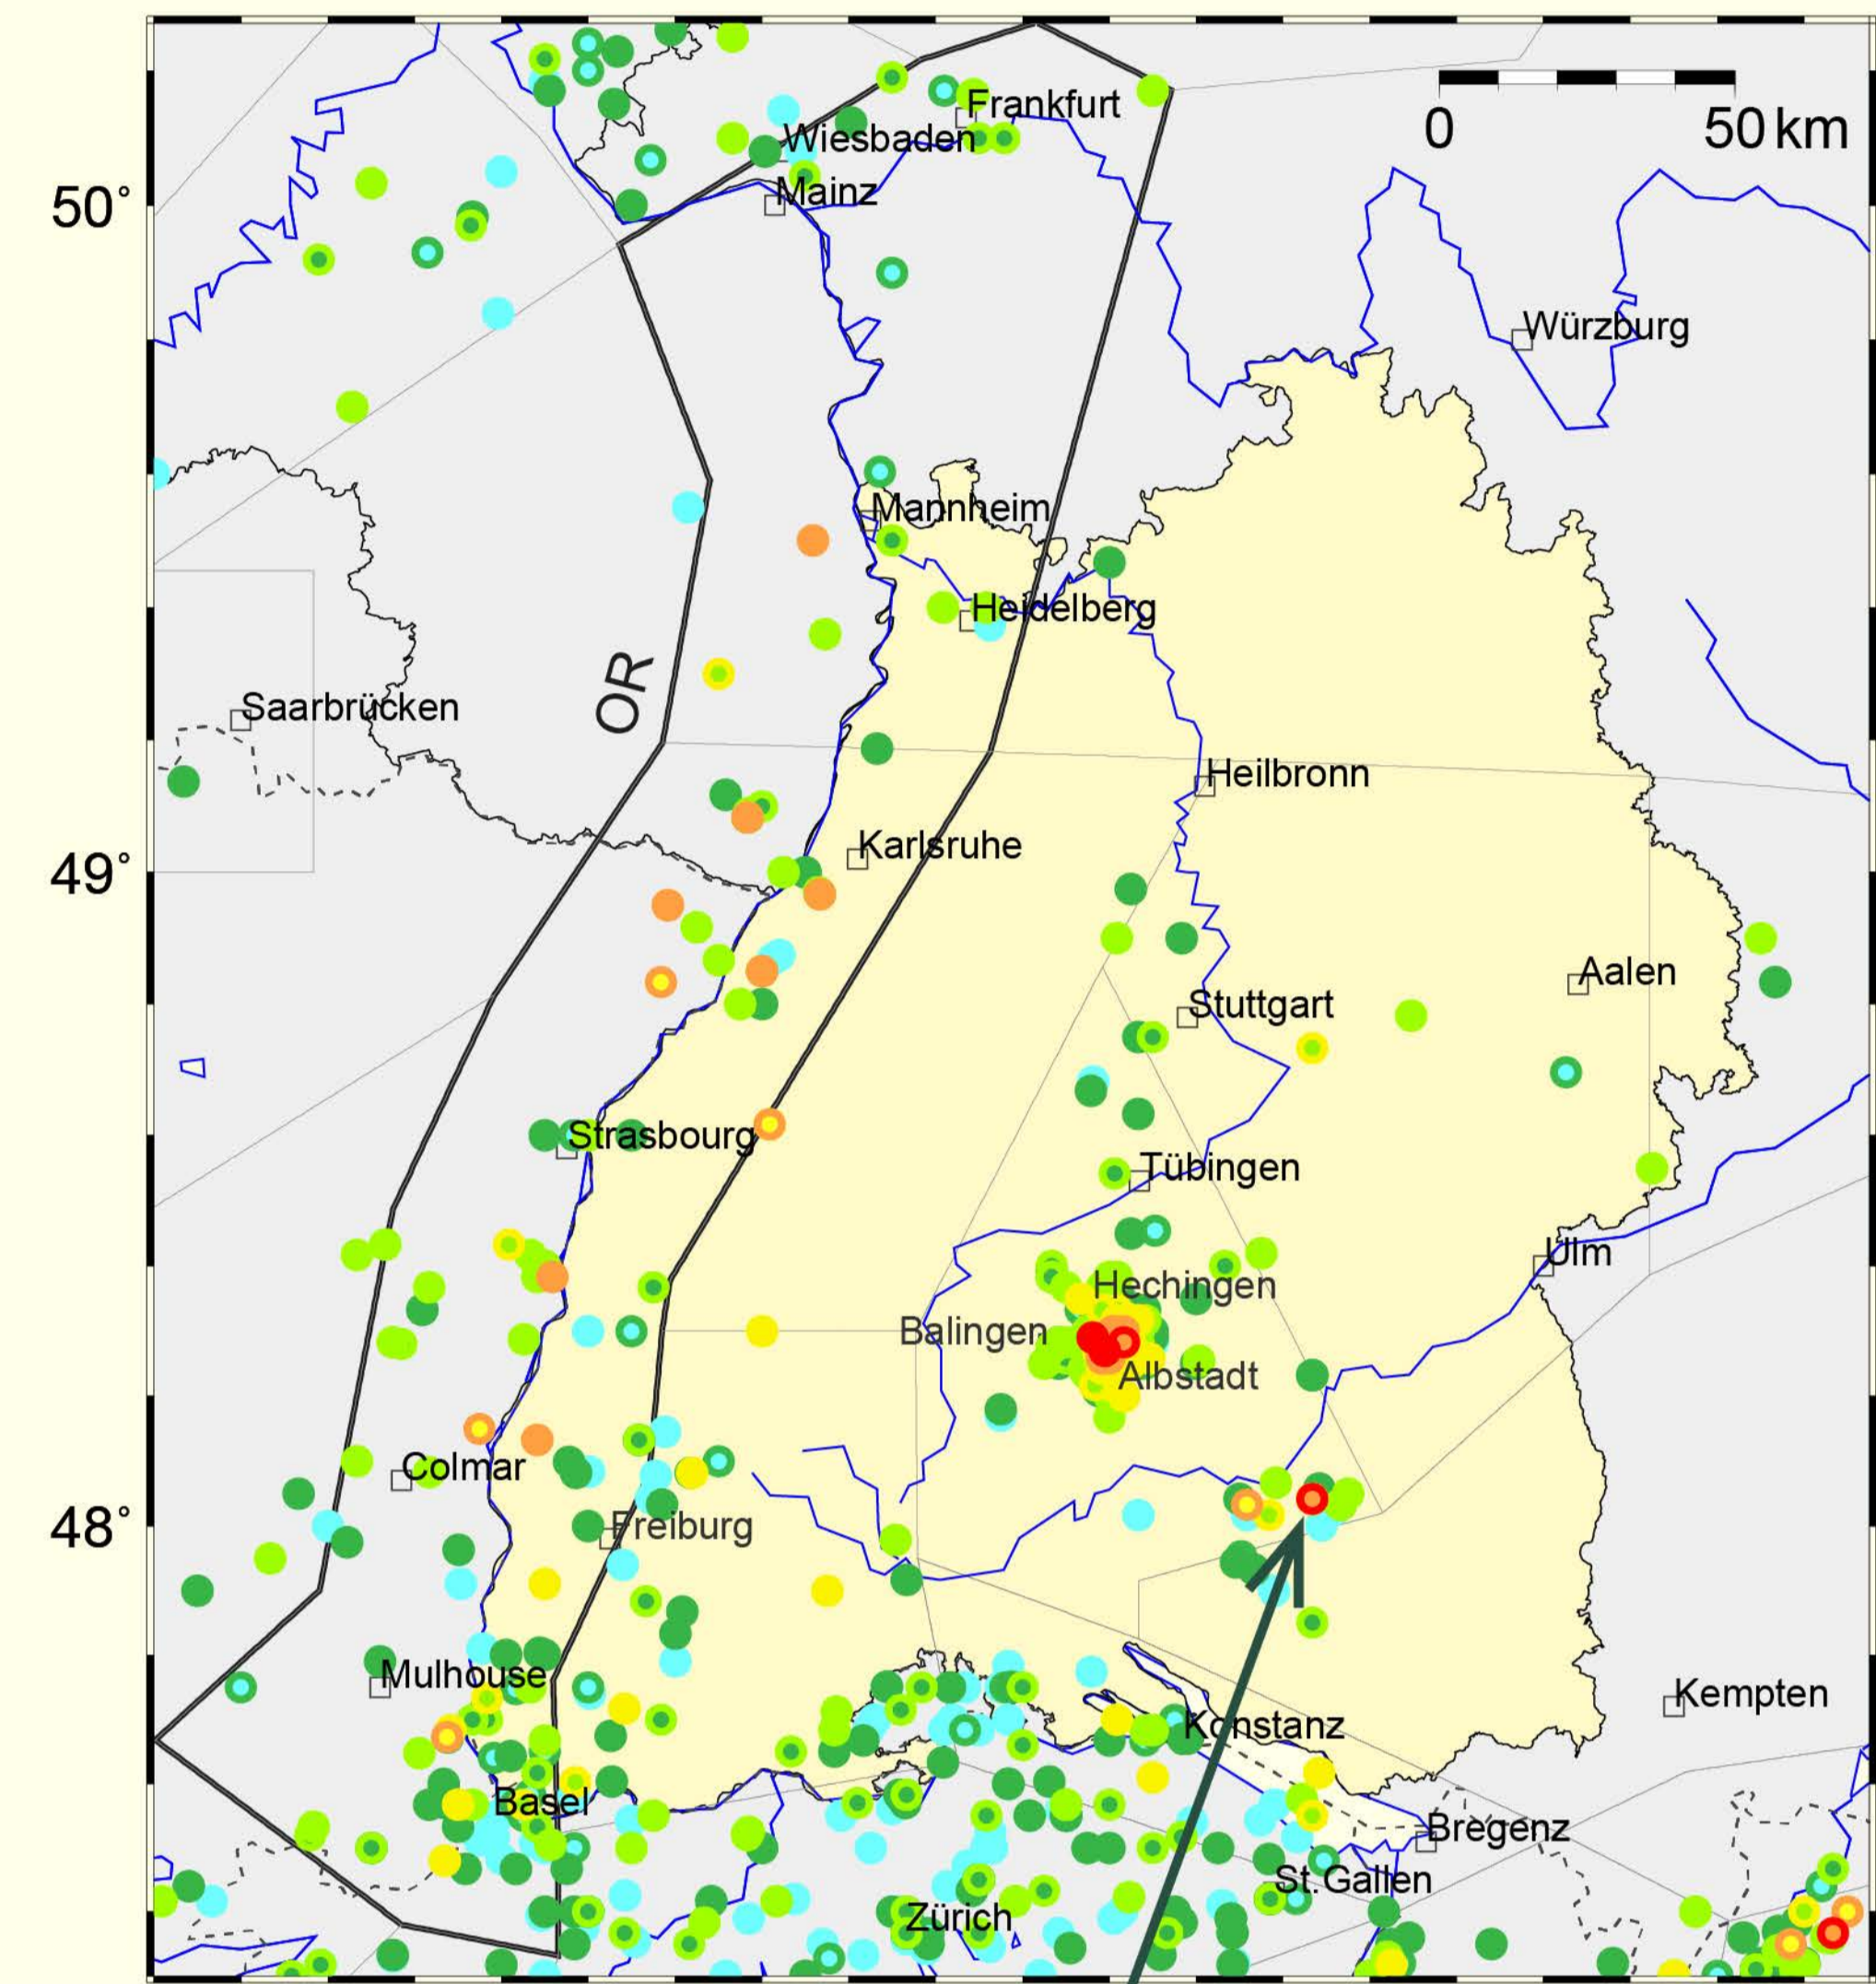 Frankfurt
0 50 km
Wiesbaden
Mainz
50°
Würzburg
Mannheim
Heidelberg
OR
Saarbrücken
Heilbronn
Karlsruhe
49°
Aalen
Stuttgart
Strasbourg
Tübingen
Ulm
Hechingen
Balingen
Albstadt
Colmar
48°
Freiburg
Mulhouse
Kempten
Konstanz
Basel
Bregenz
St.Gallen
Zürich